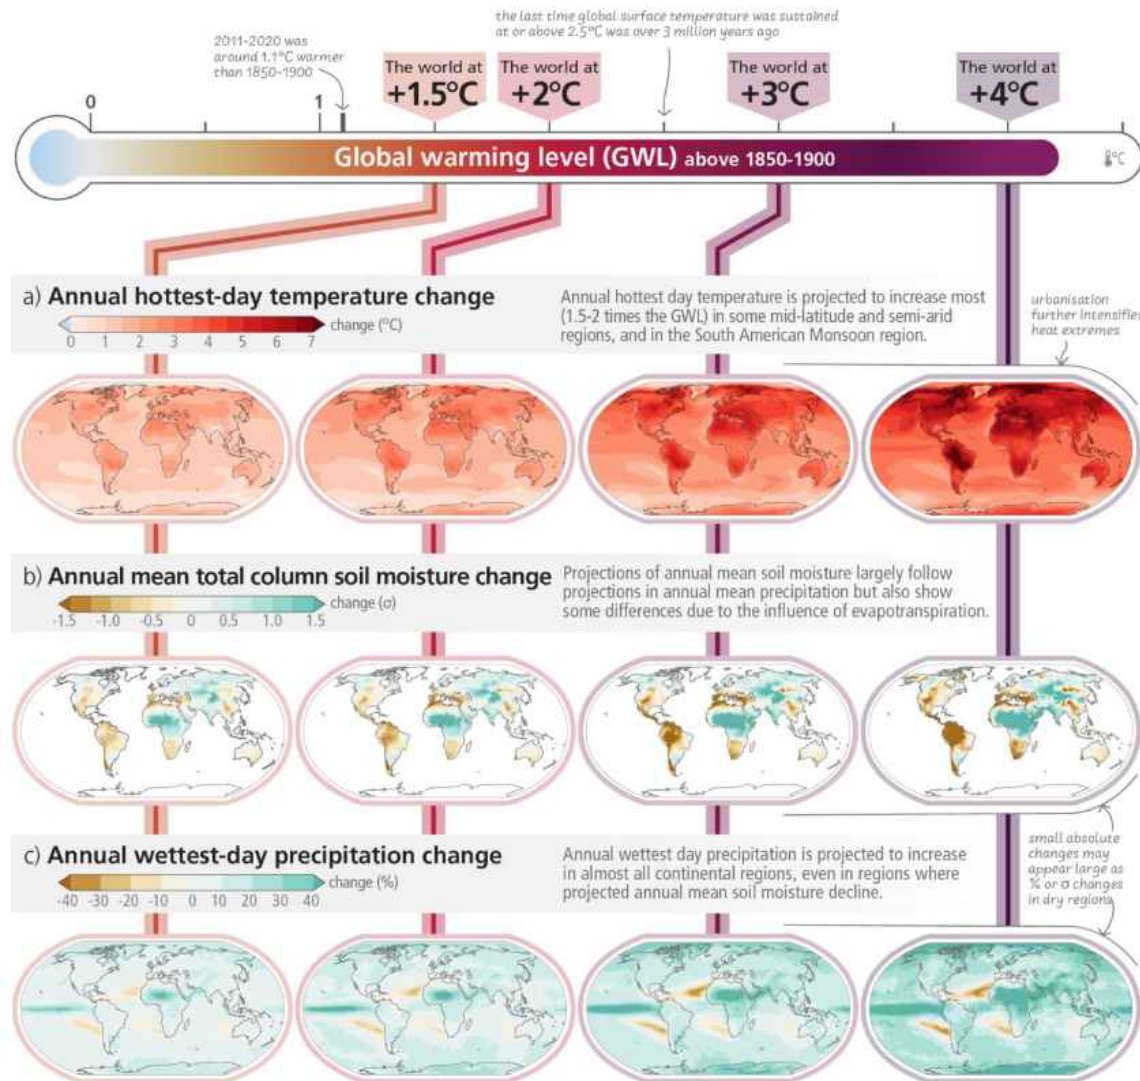 the last time global surface temperature was sustained
at or above 2.5°C was over 3 million years ago
2011-2020 was
around 1.1°C warmer
than 1850-1900
The world at
+1.5°C
The world at
+2°C
The world at
+3°C
The world at
+4°C
0
1
Global warming level (GWL) above 1850-1900
°C
a) Annual hottest-day temperature change
change (°C)
0 1 2 3 4 5 6 7
Annual hottest day temperature is projected to increase most
(1.5-2 times the GWL) in some mid-latitude and semi-arid
regions, and in the South American Monsoon region.
urbanisation
further intensifies
heat extremes
b) Annual mean total column soil moisture change
change (σ)
-1.5 -1.0 -0.5 0 0.5 1.0 1.5
Projections of annual mean soil moisture largely follow
projections in annual mean precipitation but also show
some differences due to the influence of evapotranspiration.
c) Annual wettest-day precipitation change
change (%)
-40 -30 -20 -10 0 10 20 30 40
Annual wettest day precipitation is projected to increase
in almost all continental regions, even in regions where
projected annual mean soil moisture decline.
small absolute
changes may
appear large as
% or σ changes
in dry regions